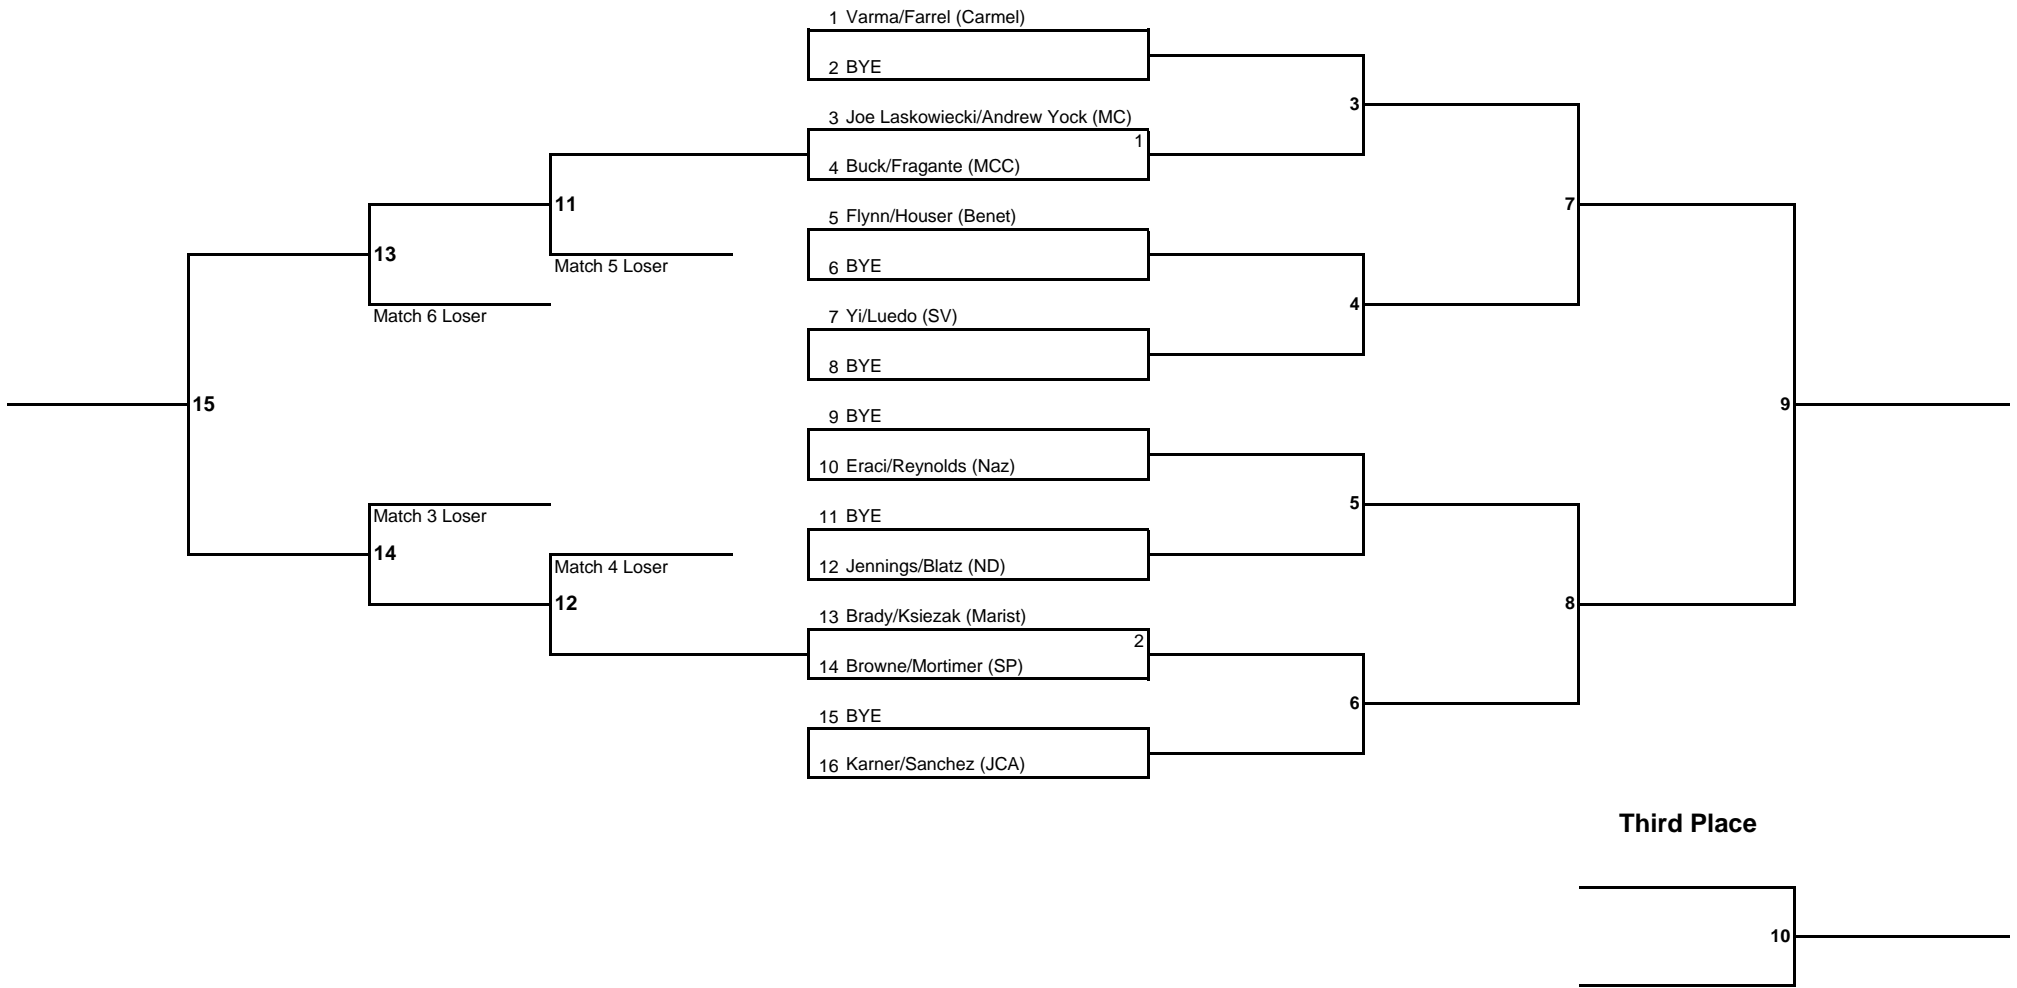 1 Varma/Farrel (Carmel)
2 BYE
3
3 Joe Laskowiecki/Andrew Yock (MC)
1
4 Buck/Fragante (MCC)
11
7
5 Flynn/Houser (Benet)
13
Match 5 Loser
6 BYE
4
Match 6 Loser
7 Yi/Luedo (SV)
8 BYE
15
9
9 BYE
10 Eraci/Reynolds (Naz)
5
Match 3 Loser
11 BYE
14
Match 4 Loser
12 Jennings/Blatz (ND)
12
8
13 Brady/Ksiezak (Marist)
2
14 Browne/Mortimer (SP)
6
15 BYE
16 Karner/Sanchez (JCA)
Third Place
10